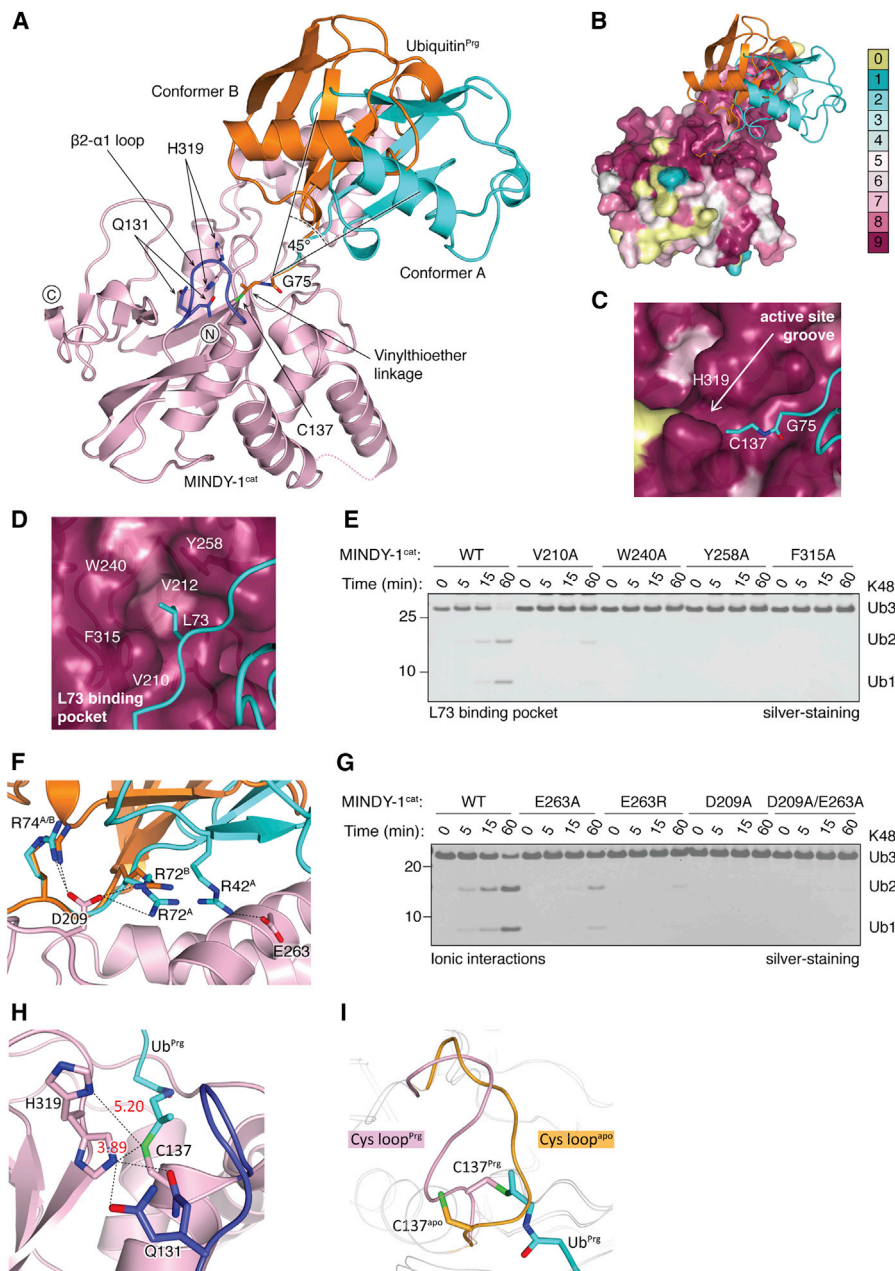 A
Ubiquitin^Prg
Conformer B
β2-α1 loop
H319
Q131
45°
Conformer A
G75
C
N
Vinylthioether
linkage
C137
MINDY-1^cat
B
0
1
2
3
4
5
6
7
8
9
C
active site
groove
H319
G75
C137
D
Y258
W240
V212
L73
F315
V210
L73 binding
pocket
E
MINDY-1^cat: WT V210A W240A Y258A F315A
Time (min): 0 5 15 60 0 5 15 60 0 5 15 60 0 5 15 60 0 5 15 60 K48
Ub3
25
Ub2
10
Ub1
L73 binding pocket silver-staining
F
R74^A/B
R72^B
R42^A
D209
R72^A
E263
G
MINDY-1^cat: WT E263A E263R D209A D209A/E263A
Time (min): 0 5 15 60 0 5 15 60 0 5 15 60 0 5 15 60 0 5 15 60 K48
Ub3
20
Ub2
10
Ub1
Ionic interactions silver-staining
H
Ub^Prg
H319
5.20
3.89
C137
Q131
I
Cys loop^Prg
Cys loop^apo
C137^Prg
C137^apo
Ub^Prg